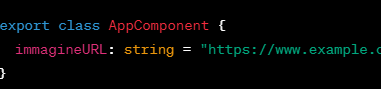 export class AppComponent {
immagineURL: string = "https://www.example.
}